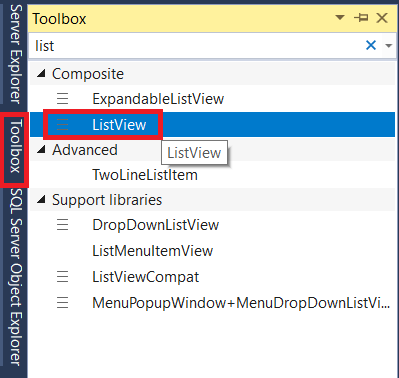 Server Explorer
Toolbox
SQL Server Object Explorer
Toolbox
list
Composite
ExpandableListView
ListView
ListView
Advanced
TwoLineListItem
Support libraries
DropDownListView
ListMenuItemView
ListViewCompat
MenuPopupWindow+MenuDropDownListVi...